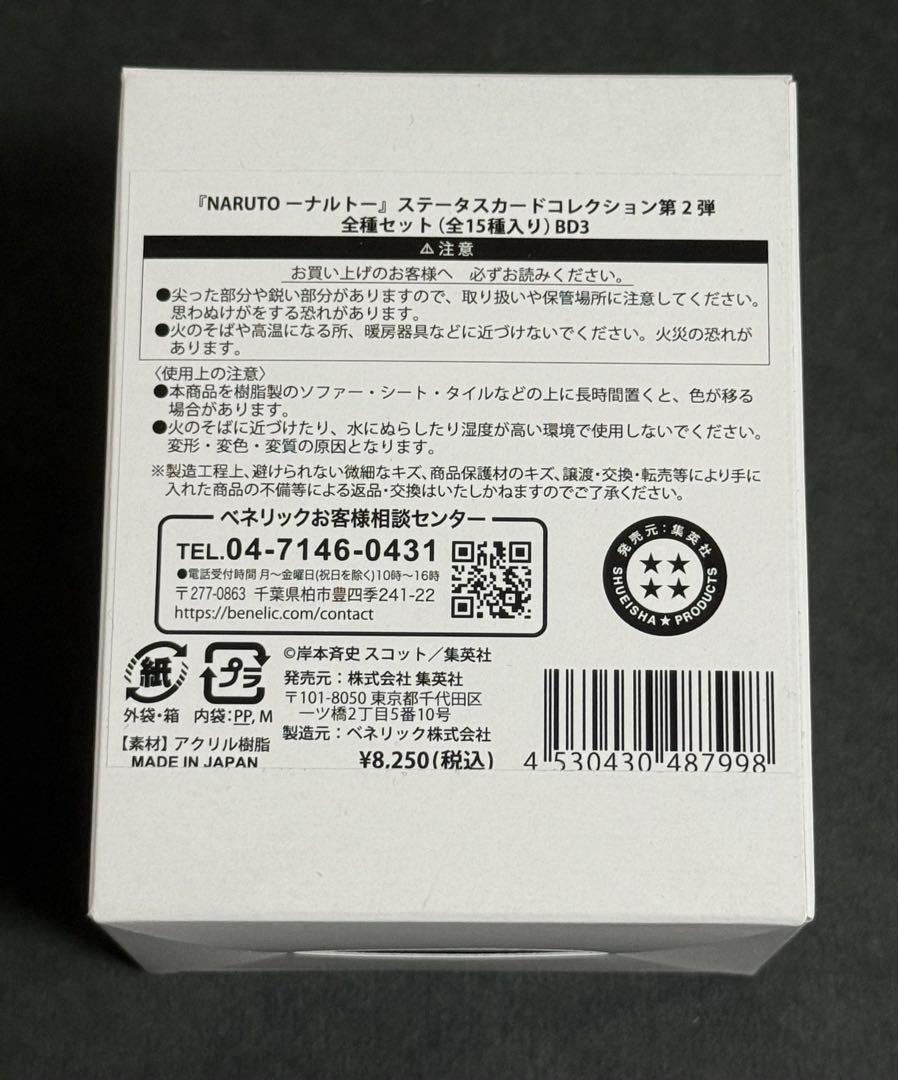 『NARUTO ーナルトー』ステータスカードコレクション第2弾
全種セット(全15種入り)BD3
⚠注意
お買い上げのお客様へ 必ずお読みください。
●尖った部分や鋭い部分がありますので、取り扱いや保管場所に注意してください。
思わぬけがをする恐れがあります。
●火のそばや高温になる所、暖房器具などに近づけないでください。火災の恐れが
あります。
〈使用上の注意〉
●本商品を樹脂製のソファー・シート・タイルなどの上に長時間置くと、色が移る
場合があります。
●火のそばに近づけたり、水にぬらしたり湿度が高い環境で使用しないでください。
変形・変色・変質の原因となります。
※製造工程上、避けられない微細なキズ、商品保護材のキズ、譲渡・交換・転売等により手に
入れた商品の不備等による返品・交換はいたしかねますのでご了承ください。
ベネリックお客様相談センター
TEL.04-7146-0431
●電話受付時間 月〜金曜日(祝日を除く)10時〜16時
〒277-0863 千葉県柏市豊四季241-22
https://benelic.com/contact
発売元:集英社
SHUEISHA★PRODUCTS
紙
プラ
外袋・箱 内袋:PP, M
【素材】アクリル樹脂
MADE IN JAPAN
©岸本斉史 スコット/集英社
発売元:株式会社 集英社
〒101-8050 東京都千代田区
一ツ橋2丁目5番10号
製造元:ベネリック株式会社
¥8,250(税込)
4 530430 487998